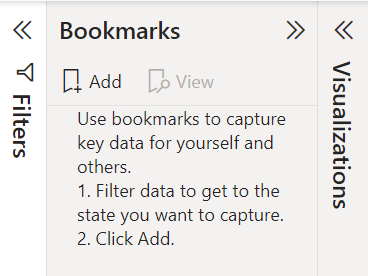 Bookmarks
Add
View
Use bookmarks to capture
key data for yourself and
others.
1. Filter data to get to the
state you want to capture.
2. Click Add.
Filters
Visualizations